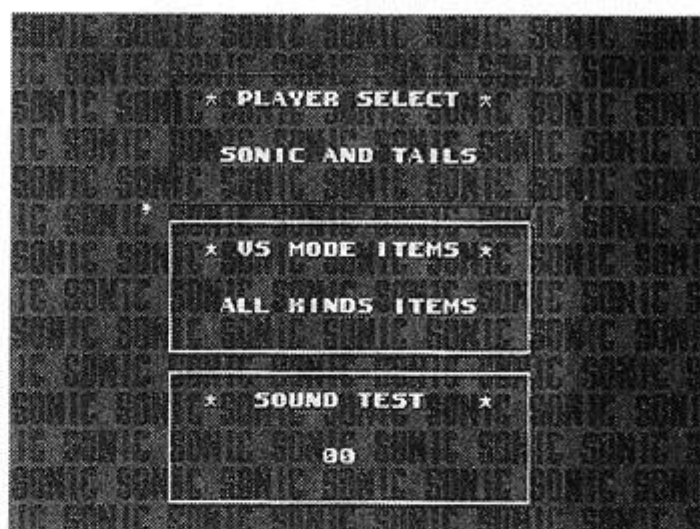 * PLAYER SELECT *
SONIC AND TAILS
* VS MODE ITEMS *
ALL KINDS ITEMS
* SOUND TEST *
00